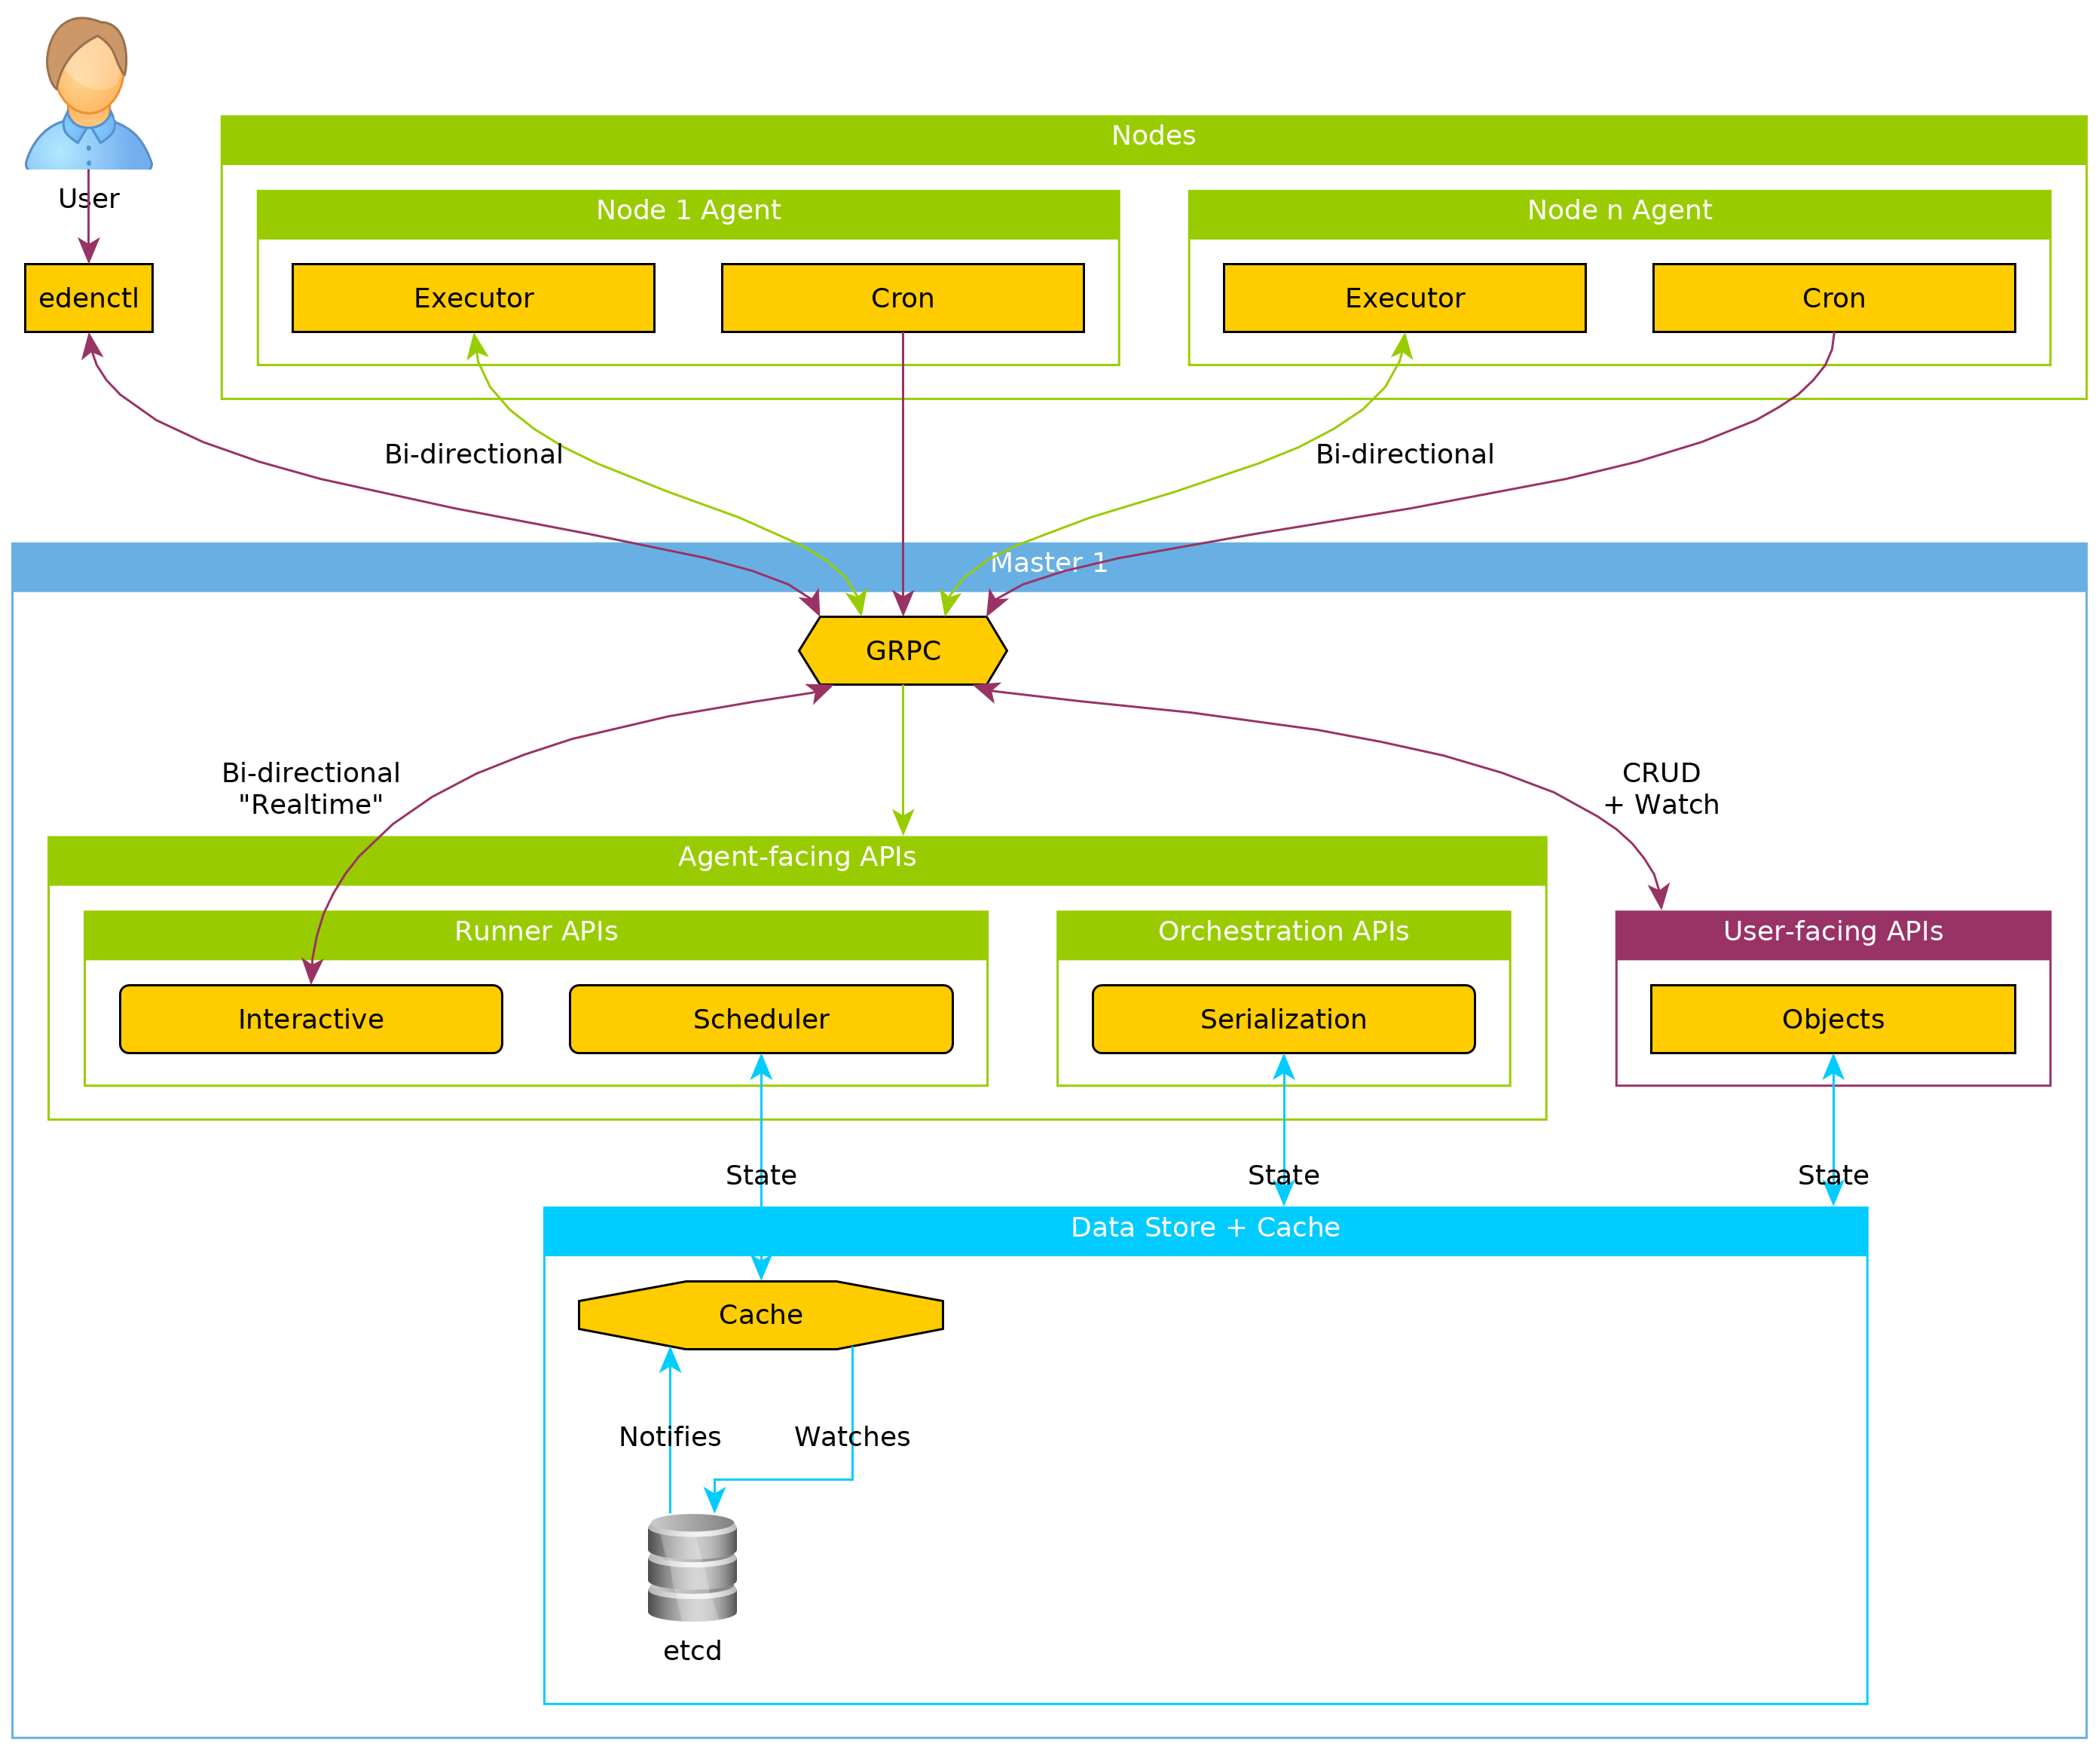 User
edenctl
Nodes
Node 1 Agent
Node n Agent
Executor
Cron
Executor
Cron
Bi-directional
Bi-directional
Master 1
GRPC
Bi-directional
"Realtime"
CRUD
+ Watch
Agent-facing APIs
Runner APIs
Orchestration APIs
User-facing APIs
Interactive
Scheduler
Serialization
Objects
State
State
State
Data Store + Cache
Cache
Notifies
Watches
etcd